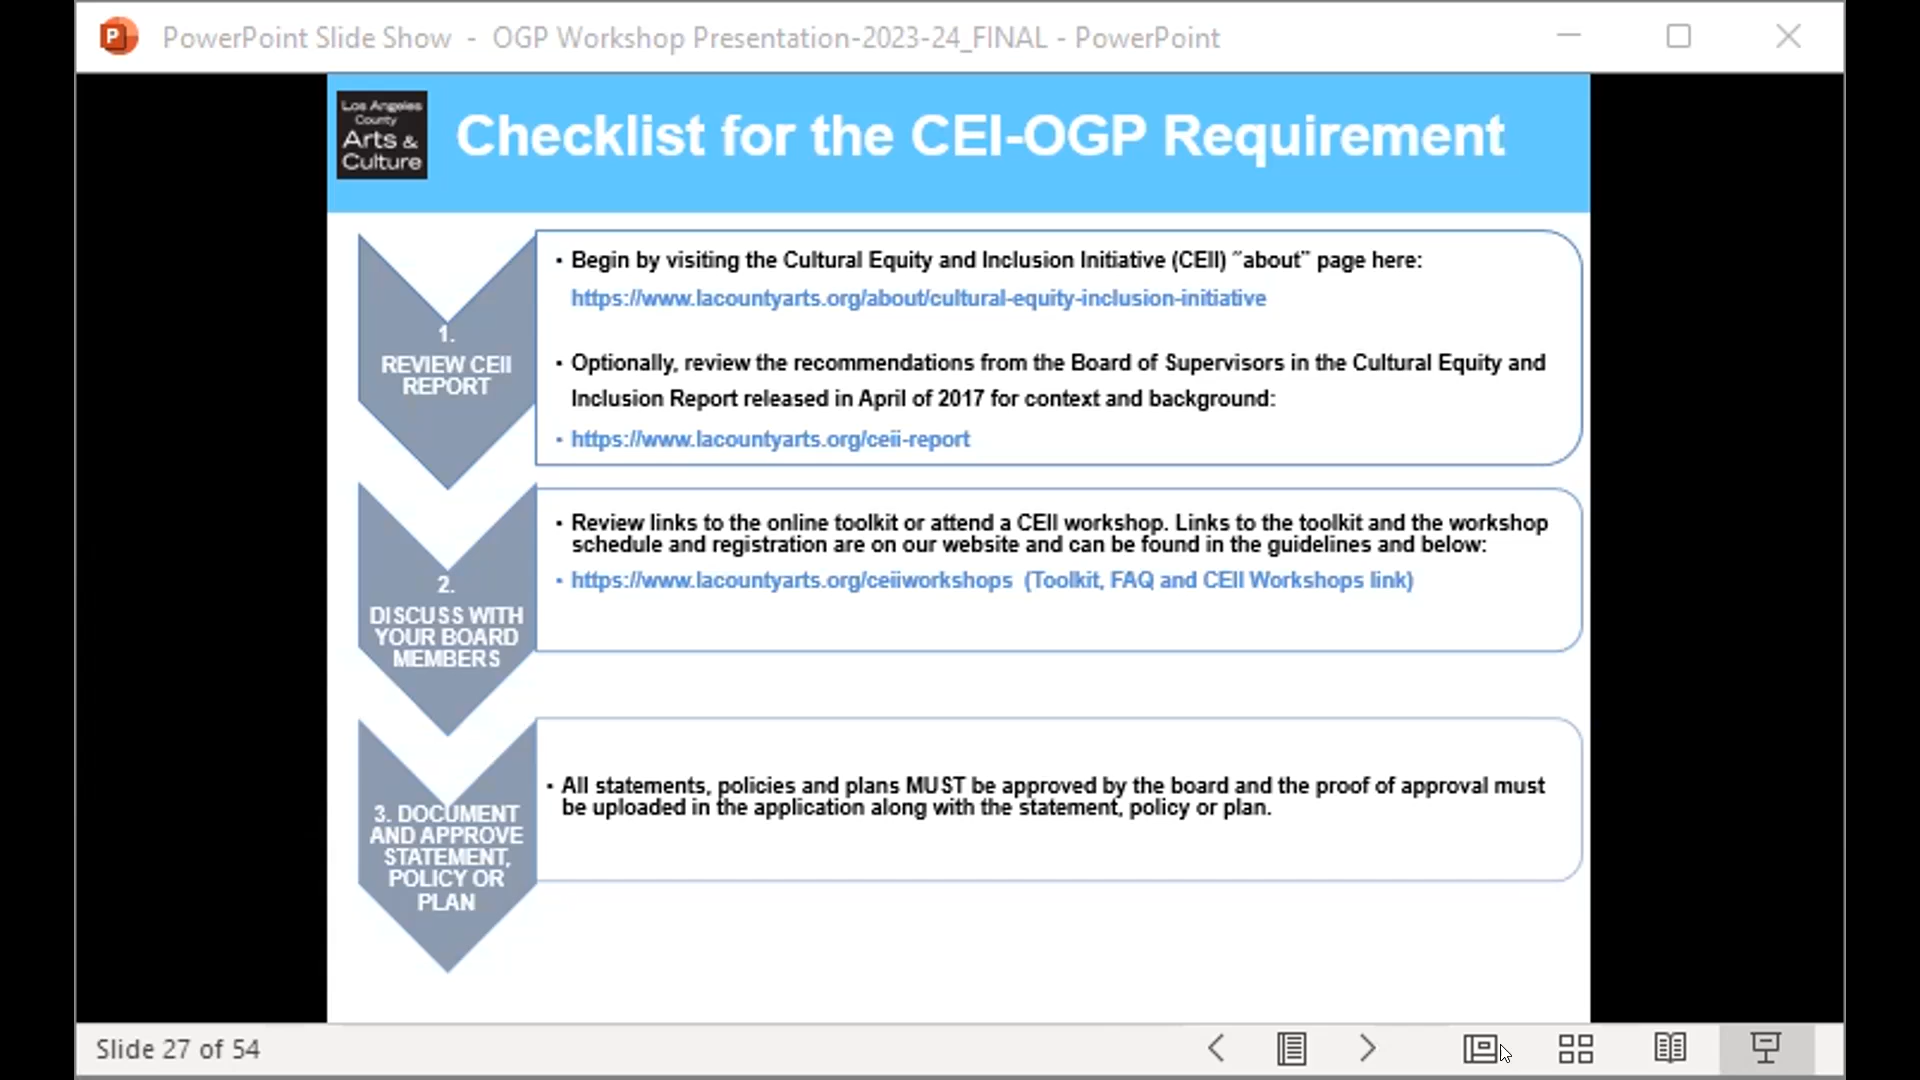 PowerPoint Slide Show - OGP Workshop Presentation-2023-24_FINAL - PowerPoint
Los Angeles
County
Arts &
Culture
Checklist for the CEI-OGP Requirement
1.
REVIEW CEII
REPORT
• Begin by visiting the Cultural Equity and Inclusion Initiative (CEII) "about" page here:
https://www.lacountyarts.org/about/cultural-equity-inclusion-initiative
• Optionally, review the recommendations from the Board of Supervisors in the Cultural Equity and
Inclusion Report released in April of 2017 for context and background:
• https://www.lacountyarts.org/ceii-report
2.
DISCUSS WITH
YOUR BOARD
MEMBERS
• Review links to the online toolkit or attend a CEII workshop. Links to the toolkit and the workshop
schedule and registration are on our website and can be found in the guidelines and below:
• https://www.lacountyarts.org/ceiiworkshops (Toolkit, FAQ and CEII Workshops link)
3. DOCUMENT
AND APPROVE
STATEMENT,
POLICY OR
PLAN
• All statements, policies and plans MUST be approved by the board and the proof of approval must
be uploaded in the application along with the statement, policy or plan.
Slide 27 of 54